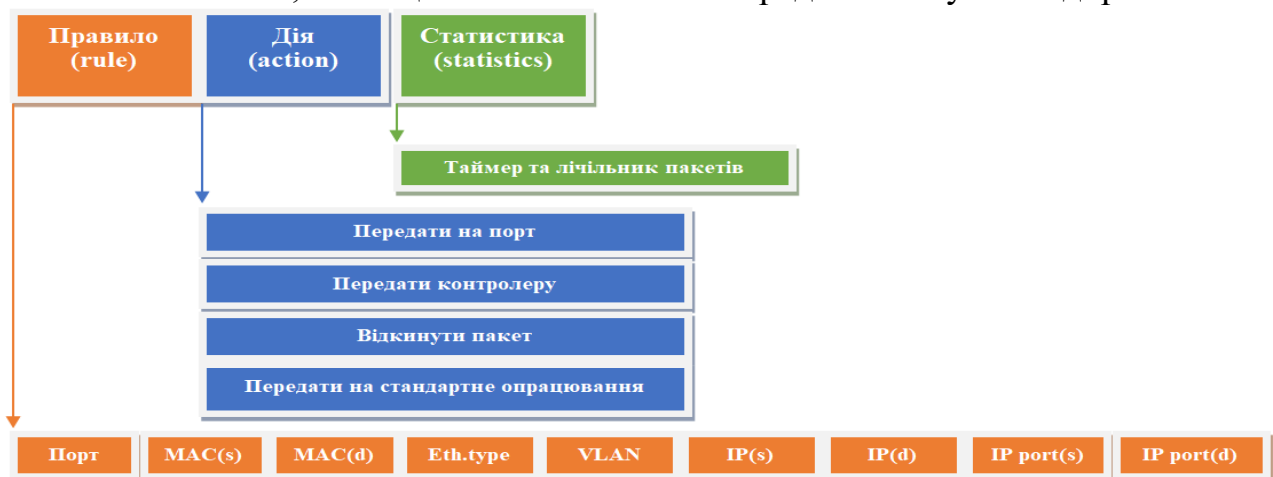 Правило
(rule)
Дія
(action)
Статистика
(statistics)
Таймер та лічільник пакетів
Передати на порт
Передати контролеру
Відкинути пакет
Передати на стандартне опрацювання
Порт MAC(s) MAC(d) Eth.type VLAN IP(s) IP(d) IP port(s) IP port(d)